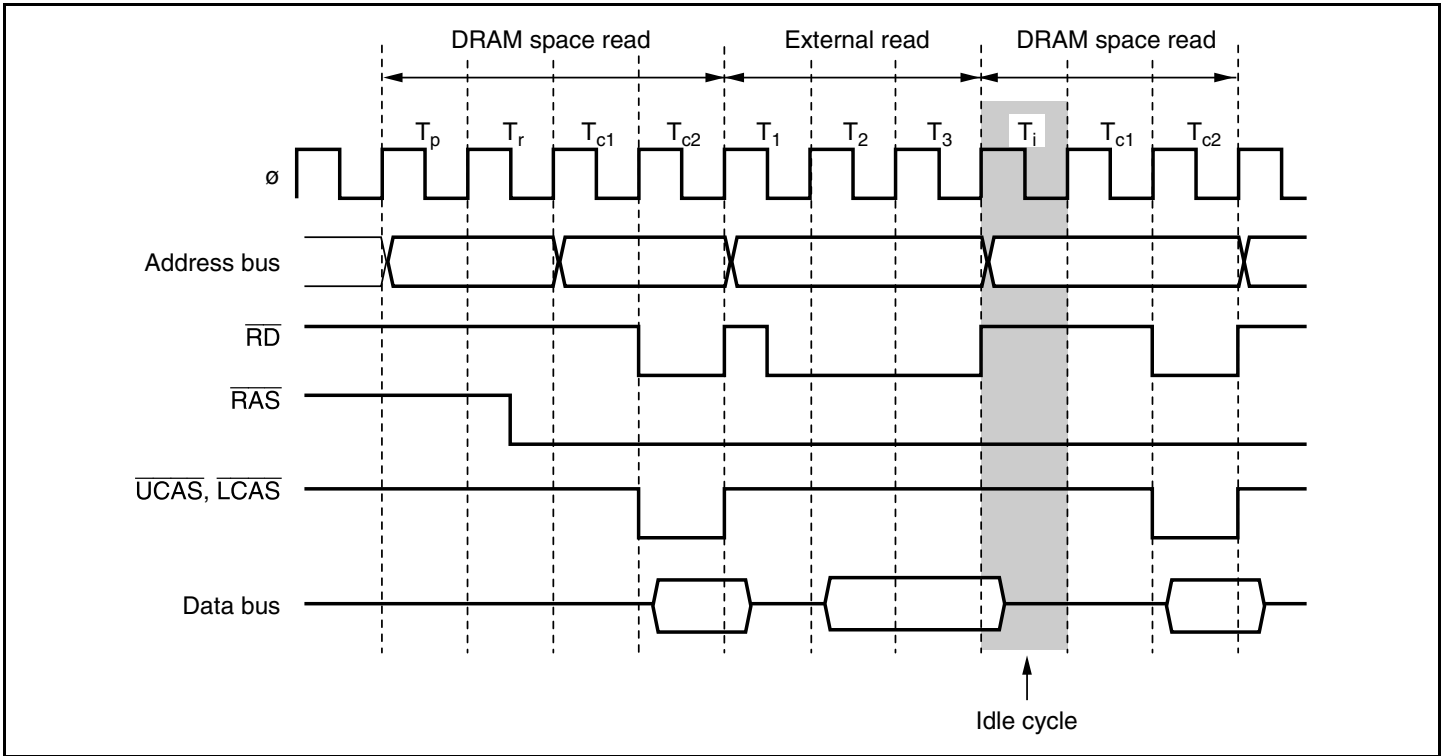 DRAM space read External read DRAM space read
Tp Tr Tc1 Tc2 T1 T2 T3 Ti Tc1 Tc2
ø
Address bus
RD
RAS
UCAS, LCAS
Data bus
Idle cycle